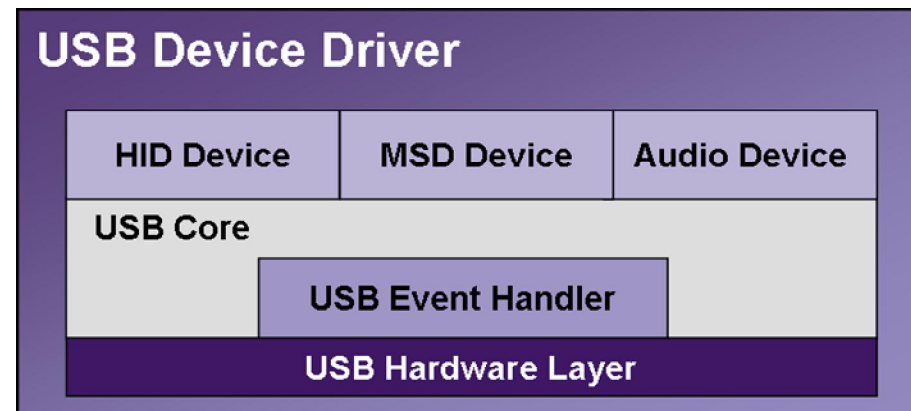 USB Device Driver
HID Device MSD Device Audio Device
USB Core
USB Event Handler
USB Hardware Layer